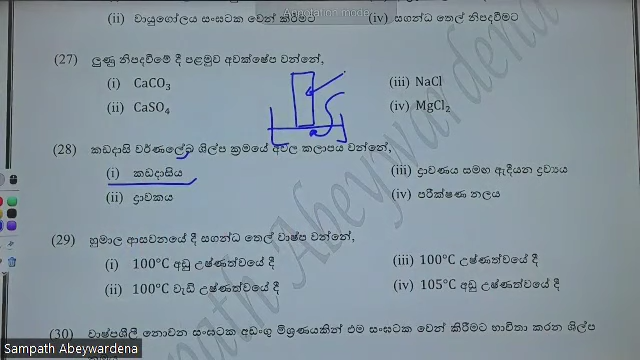 Annotation mode
(ii) වායුගෝලය සංඝටක වෙන් කිරීමට (iv) සගන්ධ තෙල් නිපදවීමට
(27) ලුණු නිපදවීමේ දී පළමුව අවක්ෂේප වන්නේ,
(i) CaCO₃ (iii) NaCl
(ii) CaSO₄ (iv) MgCl₂
(28) කඩදාසි වර්ණලේඛ ශිල්ප ක්‍රමයේ අචල කලාපය වන්නේ,
(i) කඩදාසිය (iii) ද්‍රාවණය සමඟ ඇදීයන ද්‍රව්‍යය
(ii) ද්‍රාවකය (iv) පරීක්ෂණ නලය
(29) හුමාල ආසවනයේ දී සගන්ධ තෙල් වාෂ්ප වන්නේ,
(i) 100°C අඩු උෂ්ණත්වයේ දී (iii) 100°C උෂ්ණත්වයේ දී
(ii) 100°C වැඩි උෂ්ණත්වයේ දී (iv) 105°C අඩු උෂ්ණත්වයේ දී
(30) වාෂ්පශීලී නොවන සංඝටක අඩංගු මිශ්‍රණයකින් එම සංඝටක වෙන් කිරීමට භාවිතා කරන ශිල්ප
Sampath Abeywardena